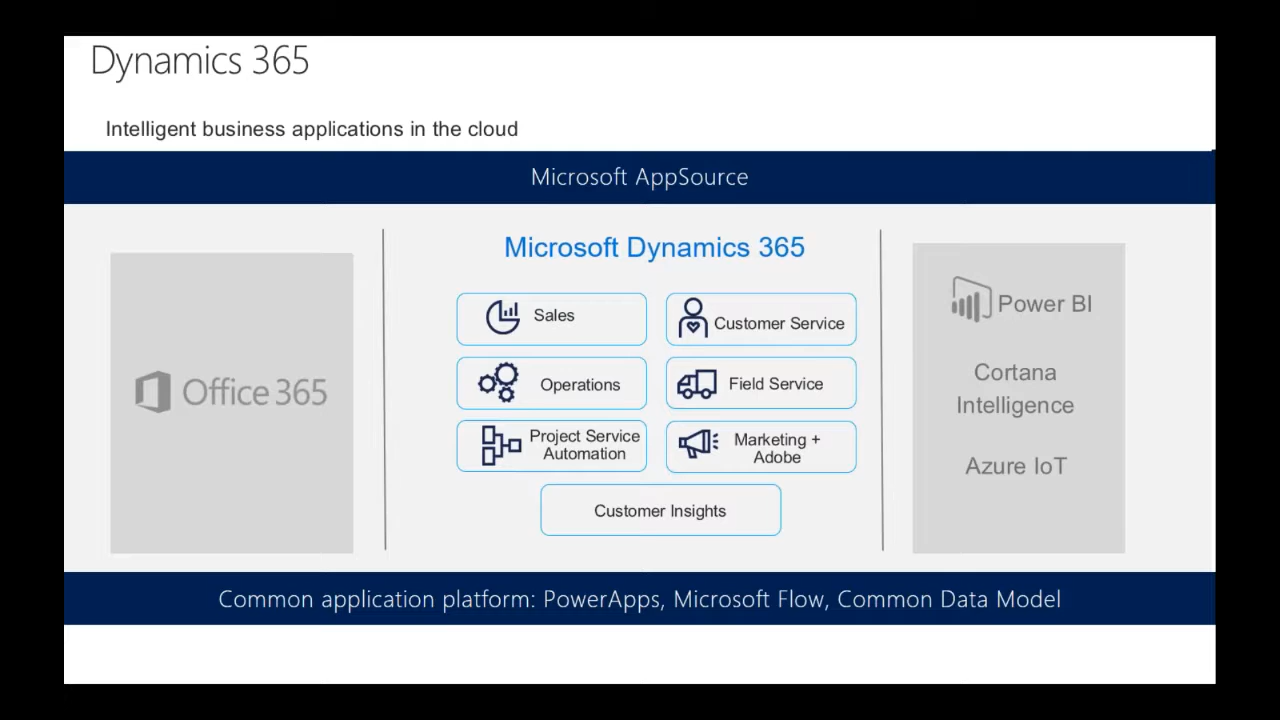 Dynamics 365
Intelligent business applications in the cloud
Microsoft AppSource
Office 365
Microsoft Dynamics 365
Sales
Customer Service
Operations
Field Service
Project Service
Automation
Marketing +
Adobe
Customer Insights
Power BI
Cortana
Intelligence
Azure IoT
Common application platform: PowerApps, Microsoft Flow, Common Data Model